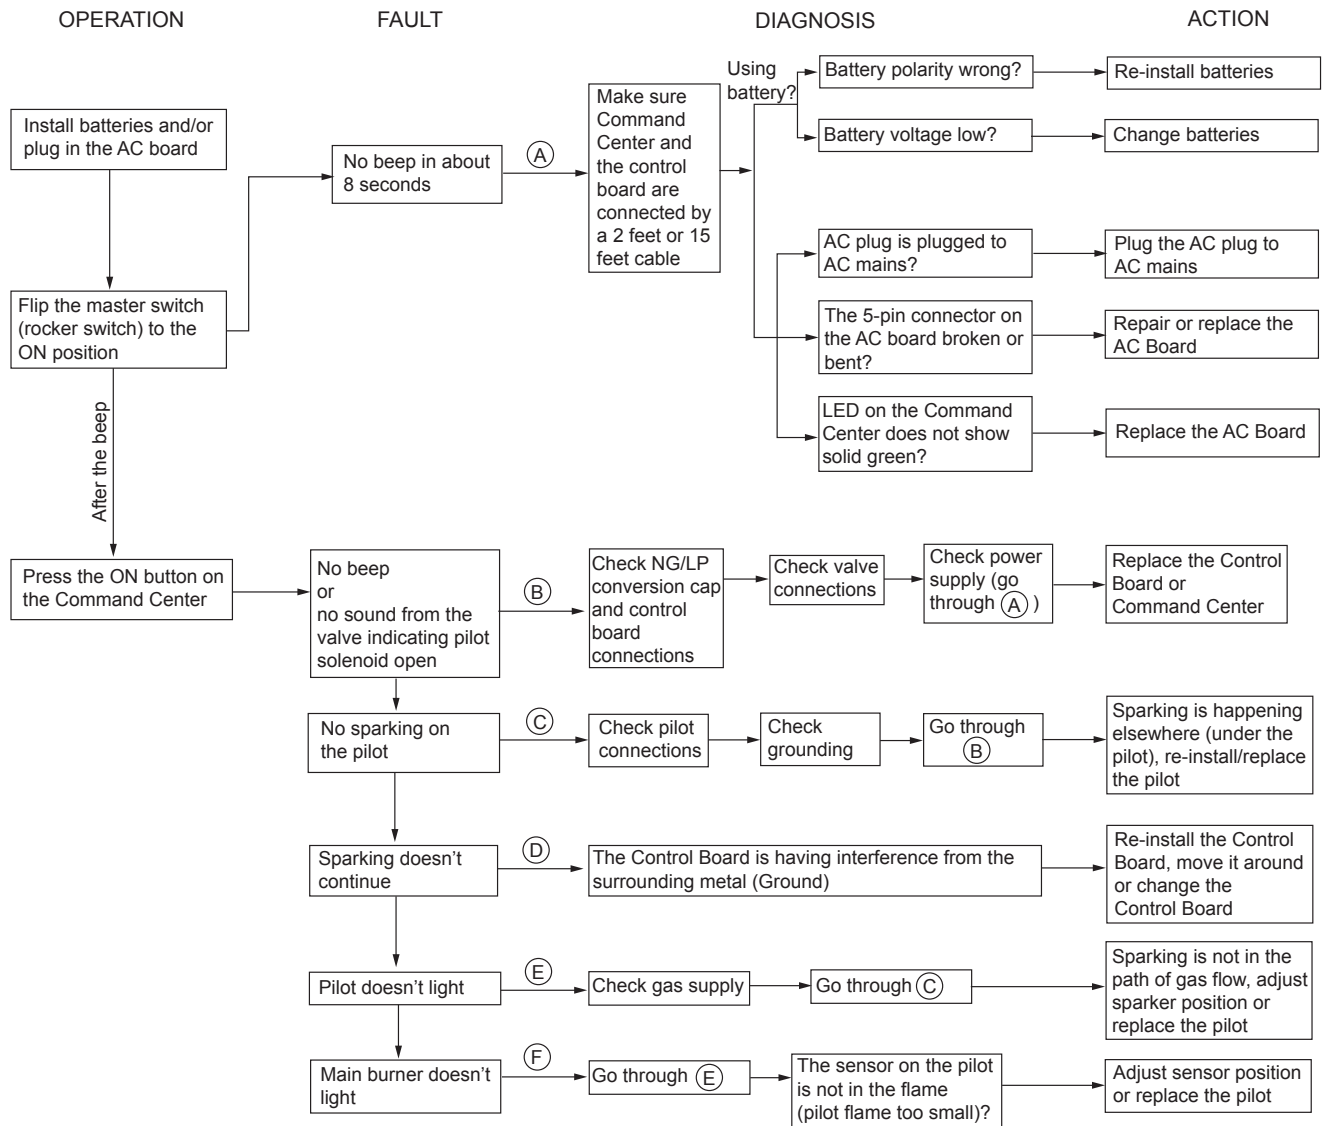 OPERATION
FAULT
DIAGNOSIS
ACTION
Install batteries and/or
plug in the AC board
Flip the master switch
(rocker switch) to the
ON position
After the beep
Press the ON button on
the Command Center
No beep in about
8 seconds
A
Make sure
Command
Center and
the control
board are
connected by
a 2 feet or 15
feet cable
Using
battery?
Battery polarity wrong?
Re-install batteries
Battery voltage low?
Change batteries
AC plug is plugged to
AC mains?
Plug the AC plug to
AC mains
The 5-pin connector on
the AC board broken or
bent?
Repair or replace the
AC Board
LED on the Command
Center does not show
solid green?
Replace the AC Board
No beep
or
no sound from the
valve indicating pilot
solenoid open
B
Check NG/LP
conversion cap
and control
board
connections
Check valve
connections
Check power
supply (go
through A )
Replace the Control
Board or
Command Center
No sparking on
the pilot
C
Check pilot
connections
Check
grounding
Go through
B
Sparking is happening
elsewhere (under the
pilot), re-install/replace
the pilot
Sparking doesn't
continue
D
The Control Board is having interference from the
surrounding metal (Ground)
Re-install the Control
Board, move it around
or change the
Control Board
Pilot doesn't light
E
Check gas supply
Go through C
Sparking is not in the
path of gas flow, adjust
sparker position or
replace the pilot
Main burner doesn't
light
F
Go through E
The sensor on the pilot
is not in the flame
(pilot flame too small)?
Adjust sensor position
or replace the pilot